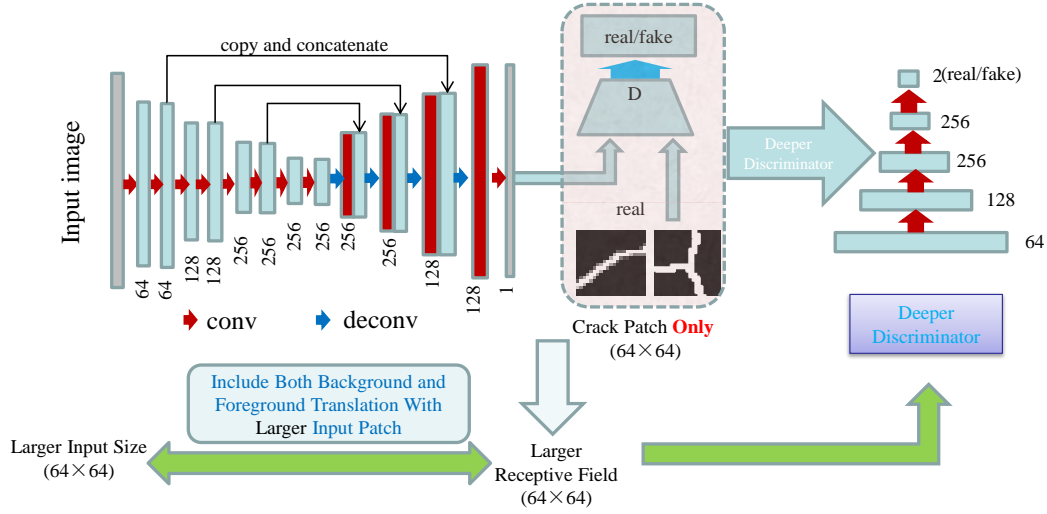 copy and concatenate
Input image
64
64
128
128
256
256
256
256
256
256
128
128
1
conv
deconv
real/fake
D
real
Crack Patch Only
(64×64)
Deeper
Discriminator
2(real/fake)
256
256
128
64
Deeper
Discriminator
Include Both Background and
Foreground Translation With
Larger Input Patch
Larger Input Size
(64×64)
Larger
Receptive Field
(64×64)